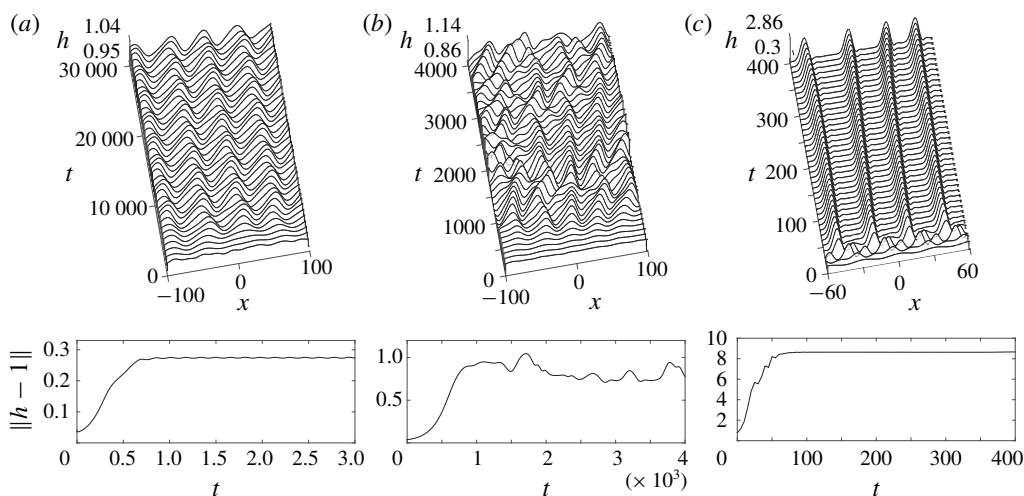 (a) 1.04 (b) 1.14 (c) 2.86
h 0.95 h 0.86 h 0.3
30 000 4000 400
20 000 3000 300
t t 2000 t 200
10 000 1000 100
0 0 0
−100 0 100 −100 0 100 −60 0 60
x x x
0.3 1.0 10
||h − 1|| 0.2 0.5 8
0.1 6
4
2
0 0.5 1.0 1.5 2.0 2.5 3.0 0 1 2 3 4 0 100 200 300 400
t t (× 10³) t